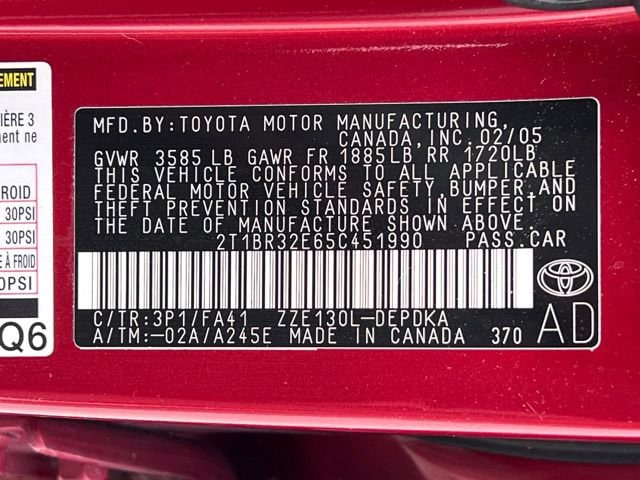 EMENT
IÈRE 3
ment ne
ROID
30PSI
30PSI
E À FROID
0PSI
Q6
MFD.BY:TOYOTA MOTOR MANUFACTURING,
CANADA,INC. 02/05
GVWR 3585LB GAWR FR 1885LB RR 1720LB
THIS VEHICLE CONFORMS TO ALL APPLICABLE
FEDERAL MOTOR VEHICLE SAFETY,BUMPER,AND
THEFT PREVENTION STANDARDS IN EFFECT ON
THE DATE OF MANUFACTURE SHOWN ABOVE.
2T1BR32E65C451990 PASS.CAR
C/TR:3P1/FA41 ZZE130L-DEPDKA
A/TM:-02A/A245E MADE IN CANADA 370
AD